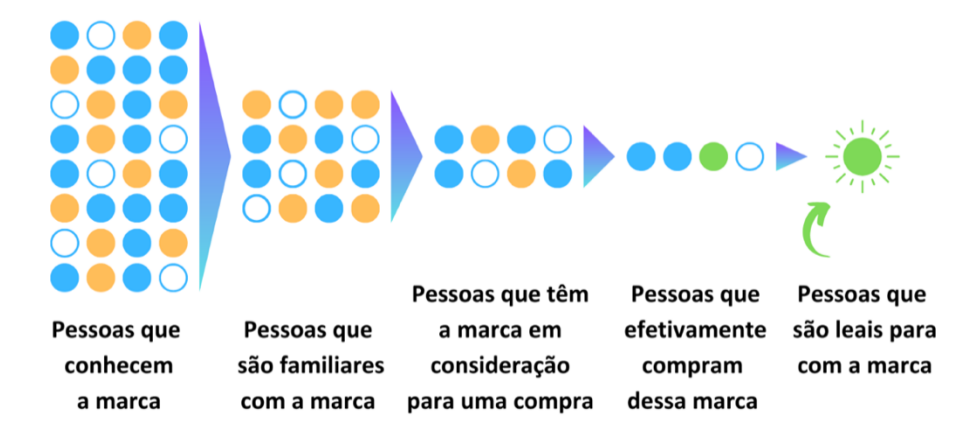 Pessoas que
conhecem
a marca
Pessoas que
são familiares
com a marca
Pessoas que têm
a marca em
consideração
para uma compra
Pessoas que
efetivamente
compram
dessa marca
Pessoas que
são leais para
com a marca